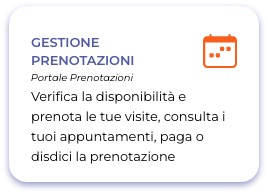 GESTIONE
PRENOTAZIONI
Portale Prenotazioni
Verifica la disponibilità e
prenota le tue visite, consulta i
tuoi appuntamenti, paga o
disdici la prenotazione